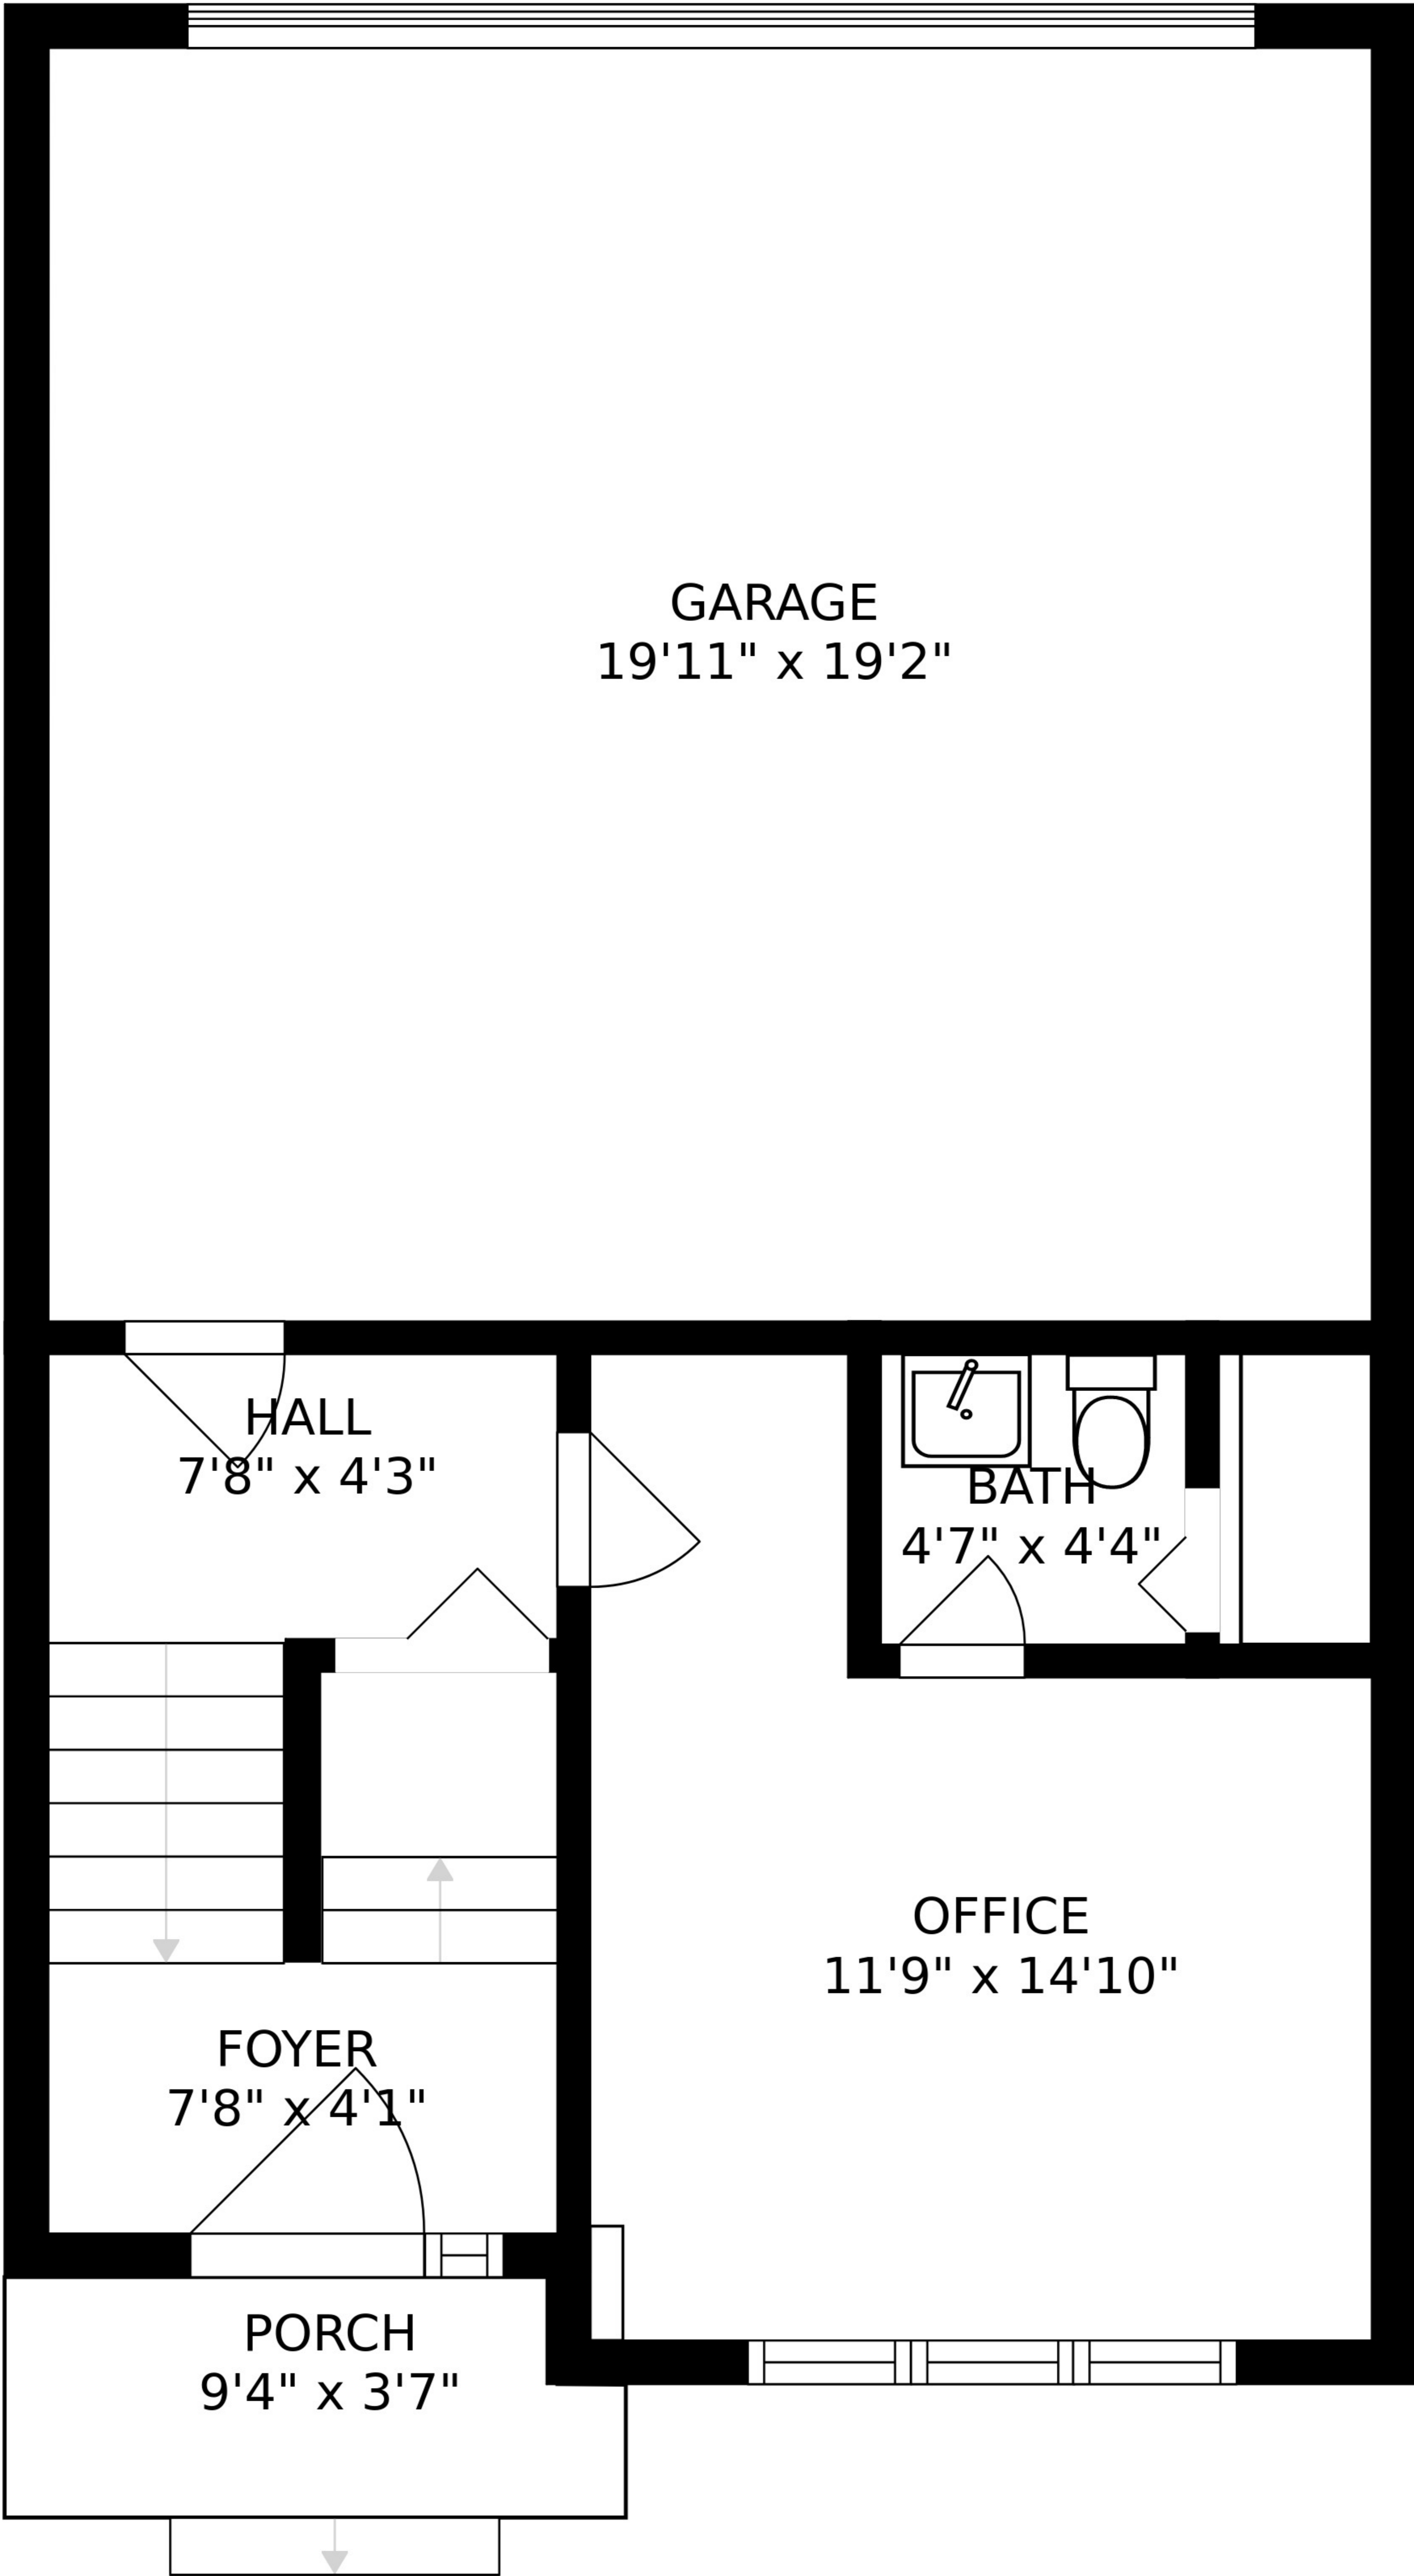 GARAGE
19'11" x 19'2"
HALL
7'8" x 4'3"
BATH
4'7" x 4'4"
OFFICE
11'9" x 14'10"
FOYER
7'8" x 4'1"
PORCH
9'4" x 3'7"